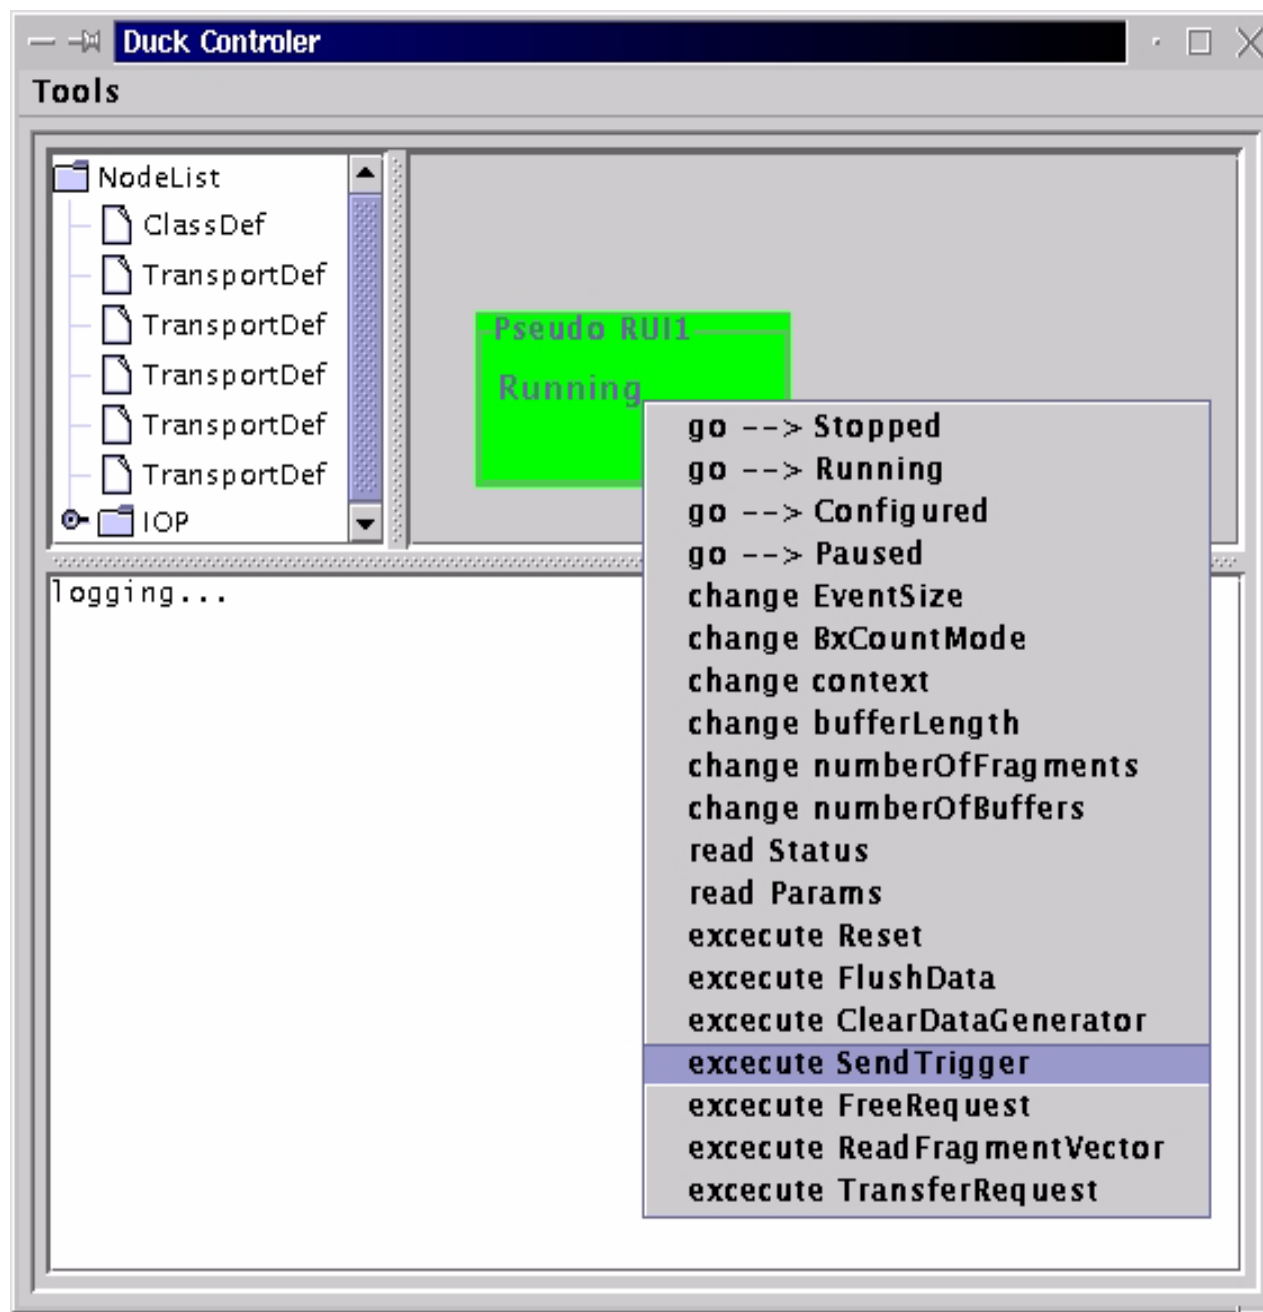 Duck Controler
Tools
NodeList
ClassDef
TransportDef
TransportDef
TransportDef
TransportDef
TransportDef
IOP
Pseudo RUI1
Running
go --> Stopped
go --> Running
go --> Configured
go --> Paused
change EventSize
change BxCountMode
change context
change bufferLength
change numberOfFragments
change numberOfBuffers
read Status
read Params
excecute Reset
excecute FlushData
excecute ClearDataGenerator
excecute SendTrigger
excecute FreeRequest
excecute ReadFragmentVector
excecute TransferRequest
logging...